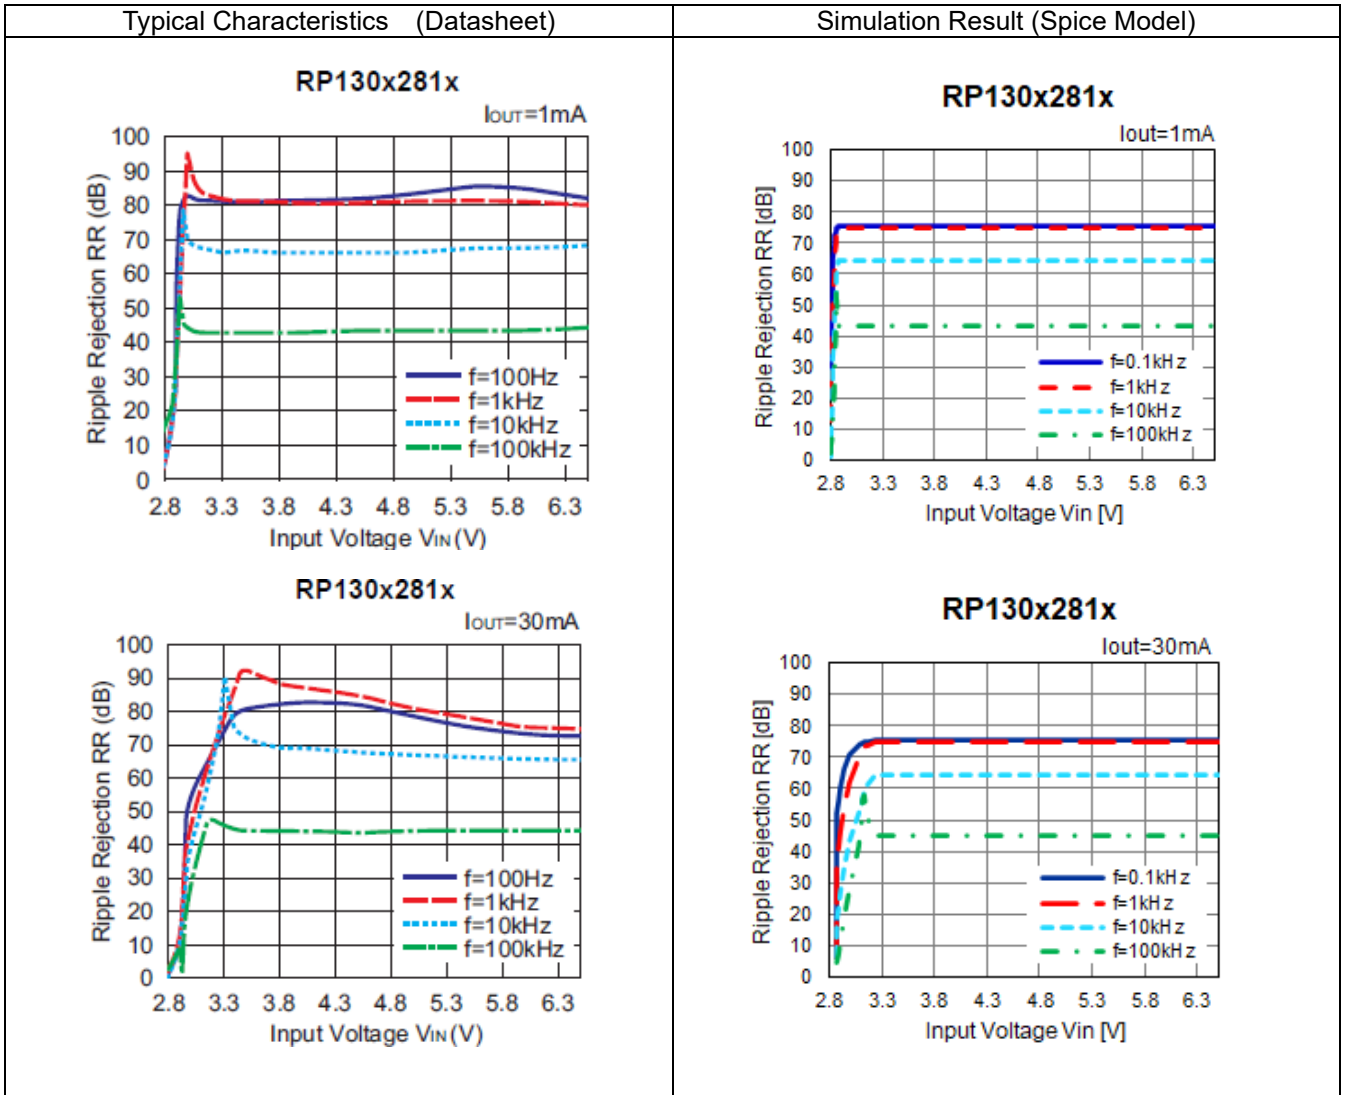 Typical Characteristics (Datasheet)
Simulation Result (Spice Model)
RP130x281x
IOUT=1mA
100
90
80
70
60
50
40
30
20
10
0
Ripple Rejection RR (dB)
f=100Hz
f=1kHz
f=10kHz
f=100kHz
2.8 3.3 3.8 4.3 4.8 5.3 5.8 6.3
Input Voltage VIN (V)
RP130x281x
Iout=1mA
100
90
80
70
60
50
40
30
20
10
0
Ripple Rejection RR [dB]
f=0.1kHz
f=1kHz
f=10kHz
f=100kHz
2.8 3.3 3.8 4.3 4.8 5.3 5.8 6.3
Input Voltage Vin [V]
RP130x281x
IOUT=30mA
100
90
80
70
60
50
40
30
20
10
0
Ripple Rejection RR (dB)
f=100Hz
f=1kHz
f=10kHz
f=100kHz
2.8 3.3 3.8 4.3 4.8 5.3 5.8 6.3
Input Voltage VIN (V)
RP130x281x
Iout=30mA
100
90
80
70
60
50
40
30
20
10
0
Ripple Rejection RR [dB]
f=0.1kHz
f=1kHz
f=10kHz
f=100kHz
2.8 3.3 3.8 4.3 4.8 5.3 5.8 6.3
Input Voltage Vin [V]